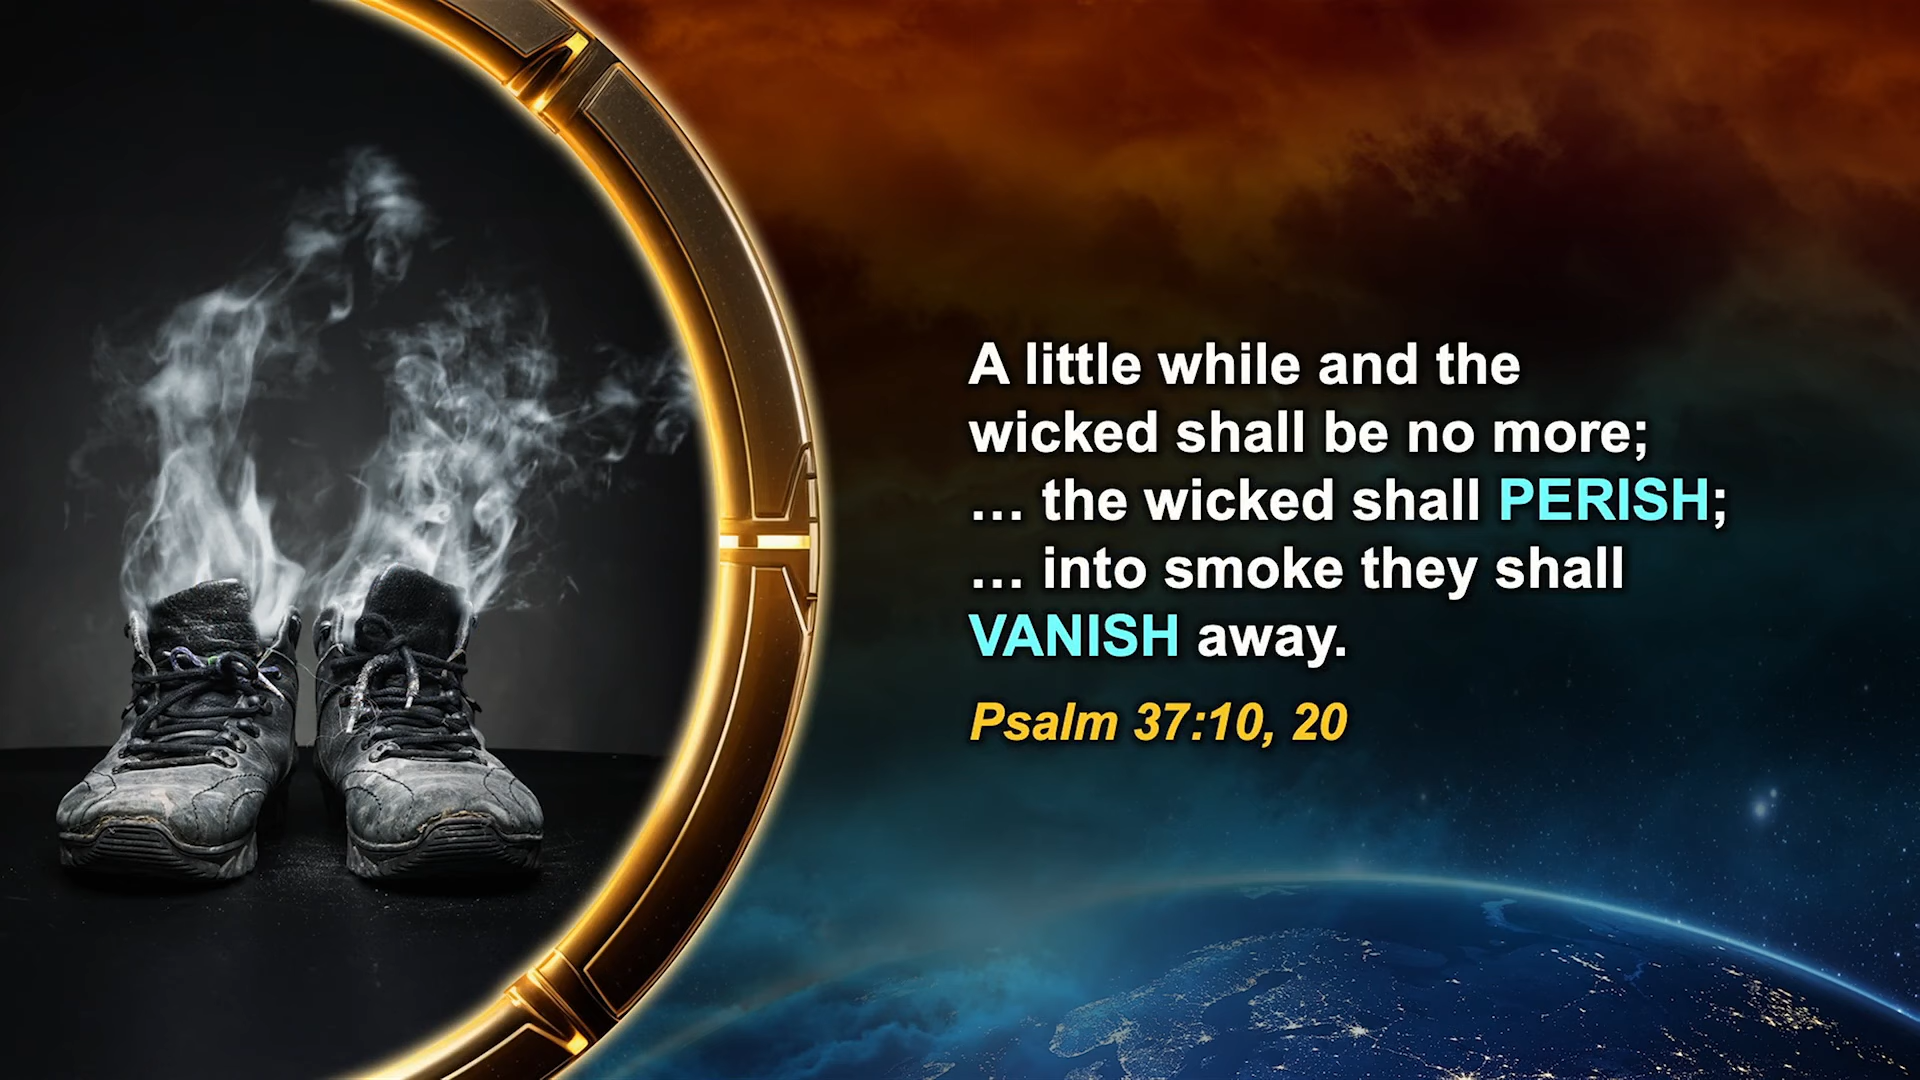 A little while and the
wicked shall be no more;
… the wicked shall PERISH;
… into smoke they shall
VANISH away.
Psalm 37:10, 20